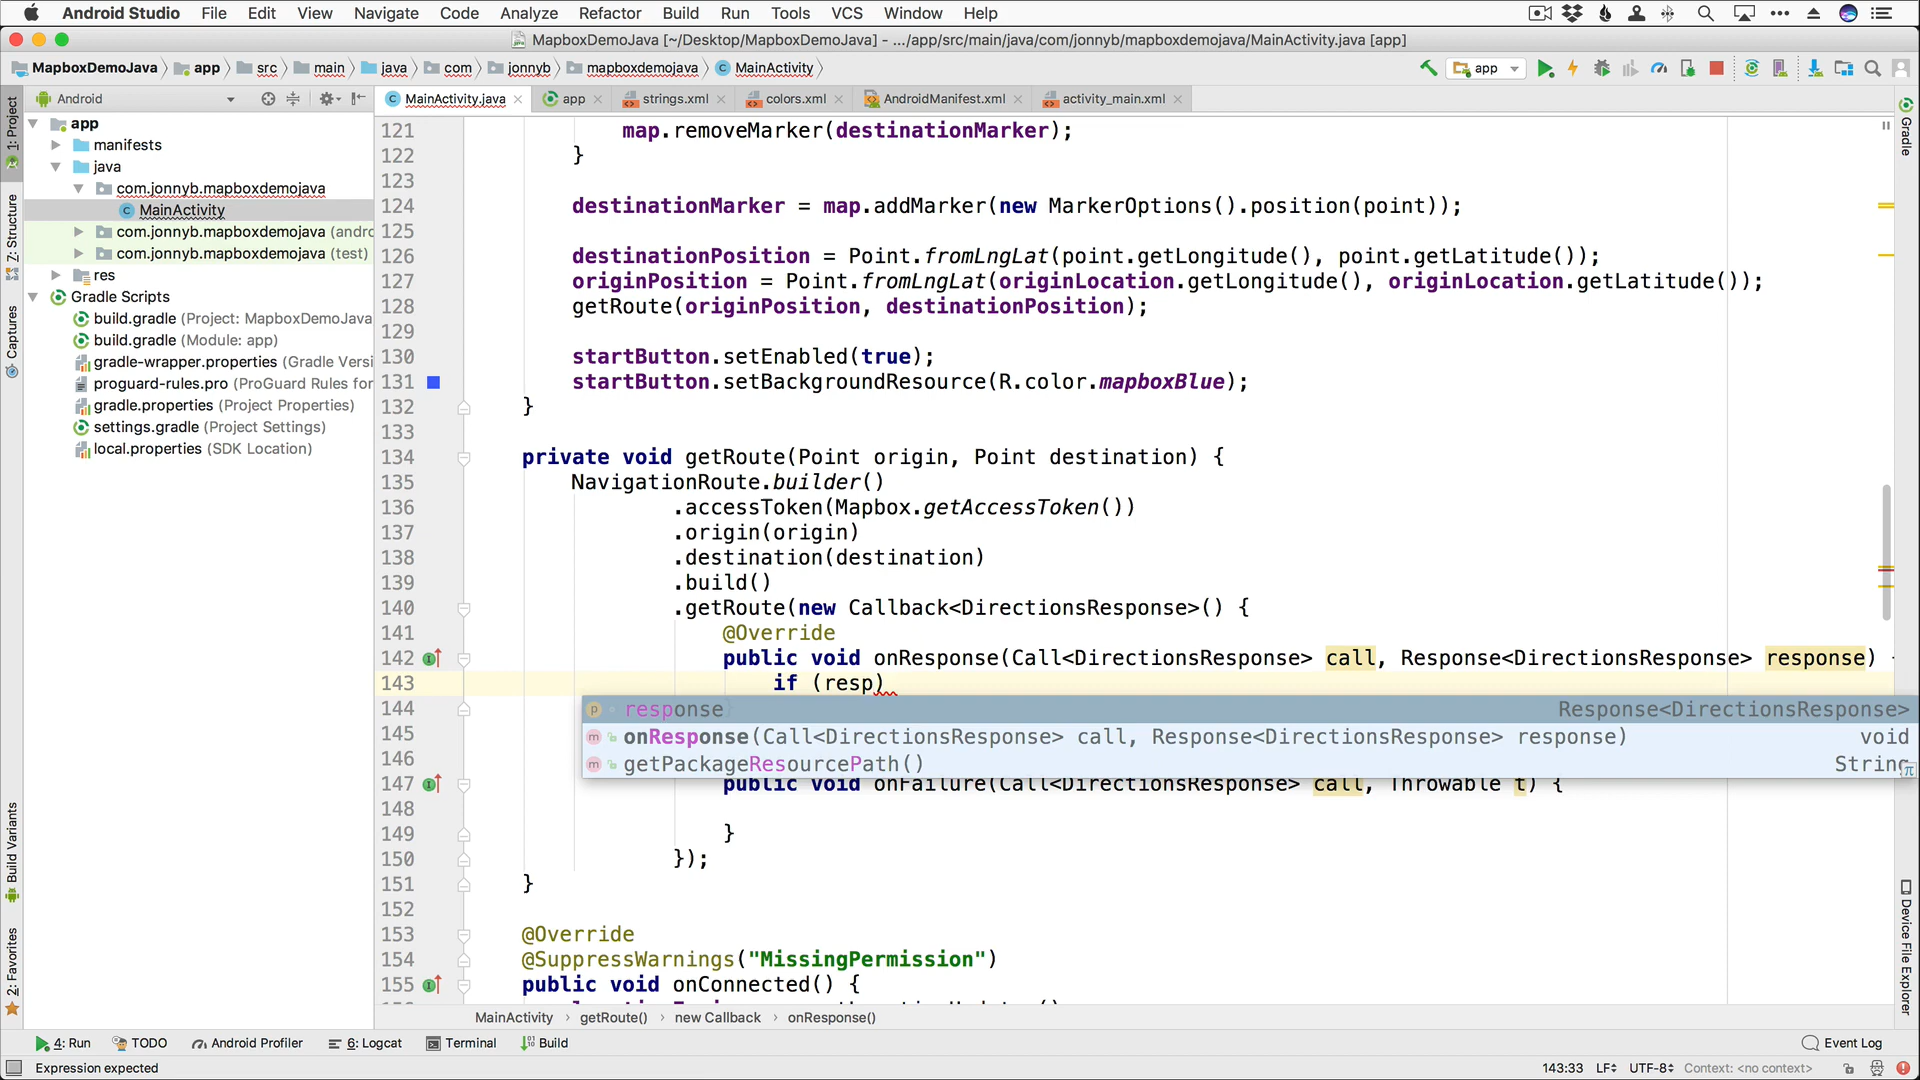 Android Studio File Edit View Navigate Code Analyze Refactor Build Run Tools VCS Window Help
MapboxDemoJava [~/Desktop/MapboxDemoJava] - .../app/src/main/java/com/jonnyb/mapboxdemojava/MainActivity.java [app]
MapboxDemoJava app src main java com jonnyb mapboxdemojava MainActivity app
Android MainActivity.java app strings.xml colors.xml AndroidManifest.xml activity_main.xml
1: Project
Z: Structure
Captures
Build Variants
2: Favorites
app
manifests
java
com.jonnyb.mapboxdemojava
MainActivity
com.jonnyb.mapboxdemojava (andro
com.jonnyb.mapboxdemojava (test)
res
Gradle Scripts
build.gradle (Project: MapboxDemoJava
build.gradle (Module: app)
gradle-wrapper.properties (Gradle Versi
proguard-rules.pro (ProGuard Rules for
gradle.properties (Project Properties)
settings.gradle (Project Settings)
local.properties (SDK Location)
121 map.removeMarker(destinationMarker);
122 }
123
124 destinationMarker = map.addMarker(new MarkerOptions().position(point));
125
126 destinationPosition = Point.fromLngLat(point.getLongitude(), point.getLatitude());
127 originPosition = Point.fromLngLat(originLocation.getLongitude(), originLocation.getLatitude());
128 getRoute(originPosition, destinationPosition);
129
130 startButton.setEnabled(true);
131 startButton.setBackgroundResource(R.color.mapboxBlue);
132 }
133
134 private void getRoute(Point origin, Point destination) {
135 NavigationRoute.builder()
136 .accessToken(Mapbox.getAccessToken())
137 .origin(origin)
138 .destination(destination)
139 .build()
140 .getRoute(new Callback<DirectionsResponse>() {
141 @Override
142 public void onResponse(Call<DirectionsResponse> call, Response<DirectionsResponse> response)
143 if (resp)
144 response Response<DirectionsResponse>
145 onResponse(Call<DirectionsResponse> call, Response<DirectionsResponse> response) void
146 getPackageResourcePath() String
147 public void onFailure(Call<DirectionsResponse> call, Throwable t) {
148
149 }
150 });
151 }
152
153 @Override
154 @SuppressWarnings("MissingPermission")
155 public void onConnected() {
MainActivity getRoute() new Callback onResponse()
Gradle
Device File Explorer
4: Run TODO Android Profiler 6: Logcat Terminal Build Event Log
Expression expected 143:33 LF UTF-8 Context: <no context>